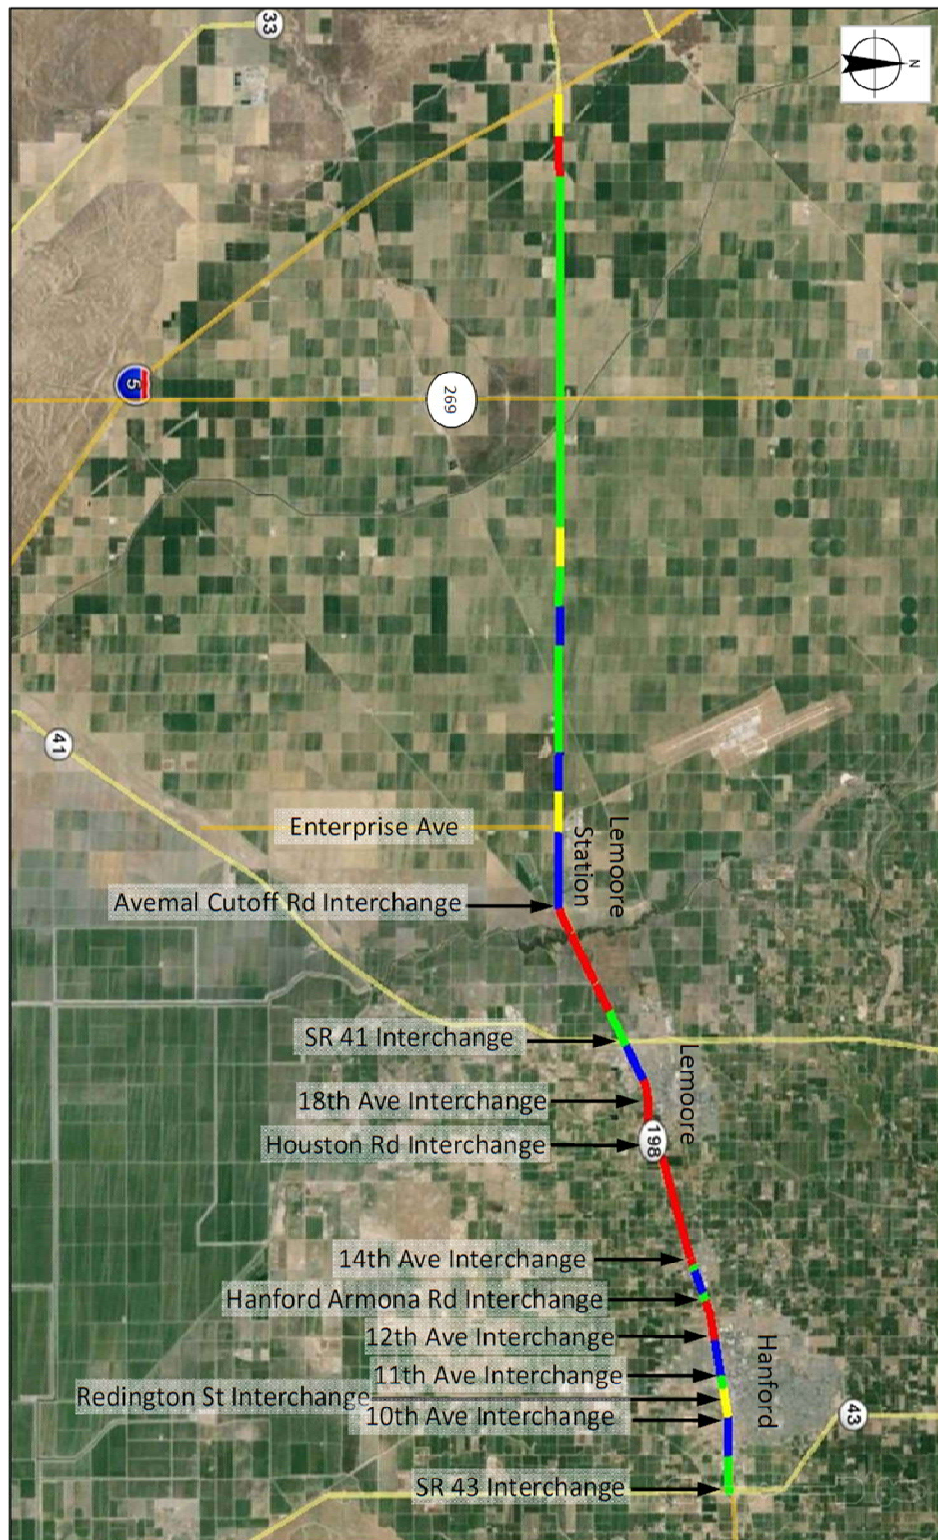 33
N
5
269
41
Enterprise Ave
Lemoore
Station
Avemal Cutoff Rd Interchange
SR 41 Interchange
Lemoore
18th Ave Interchange
198
Houston Rd Interchange
14th Ave Interchange
Hanford Armona Rd Interchange
12th Ave Interchange
Hanford
11th Ave Interchange
Redington St Interchange
10th Ave Interchange
43
SR 43 Interchange